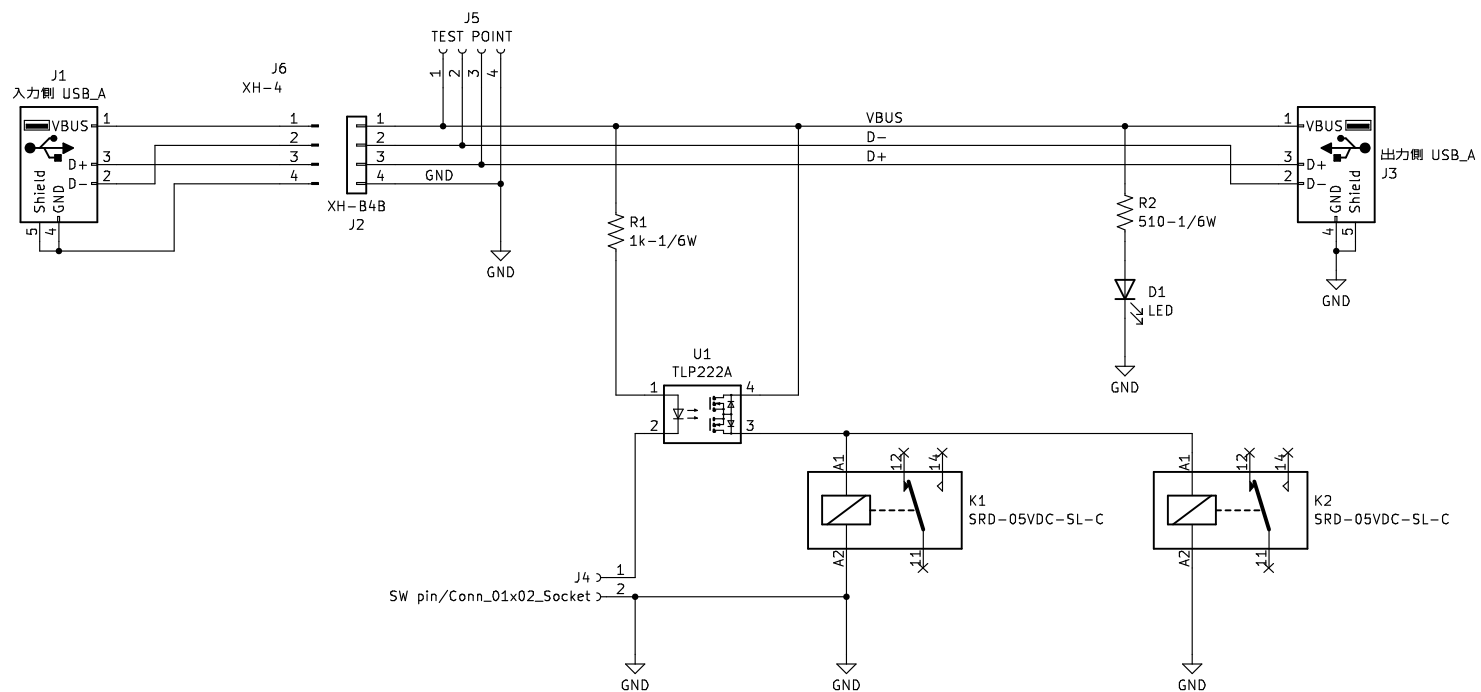 J5
TEST POINT
1
2
3
4
J1
入力側 USB_A
VBUS
1
D+
3
D-
2
Shield
GND
5
4
J6
XH-4
1
2
3
4
1
2
3
4
GND
XH-B4B
J2
GND
VBUS
D-
D+
R1
1k-1/6W
R2
510-1/6W
D1
LED
GND
1
VBUS
3
D+
2
D-
GND
Shield
4
5
出力側 USB_A
J3
GND
U1
TLP222A
1
2
4
3
A1
12
14
K1
SRD-05VDC-SL-C
A2
11
A1
12
14
K2
SRD-05VDC-SL-C
A2
11
J4
1
SW pin/Conn_01x02_Socket
2
GND
GND
GND